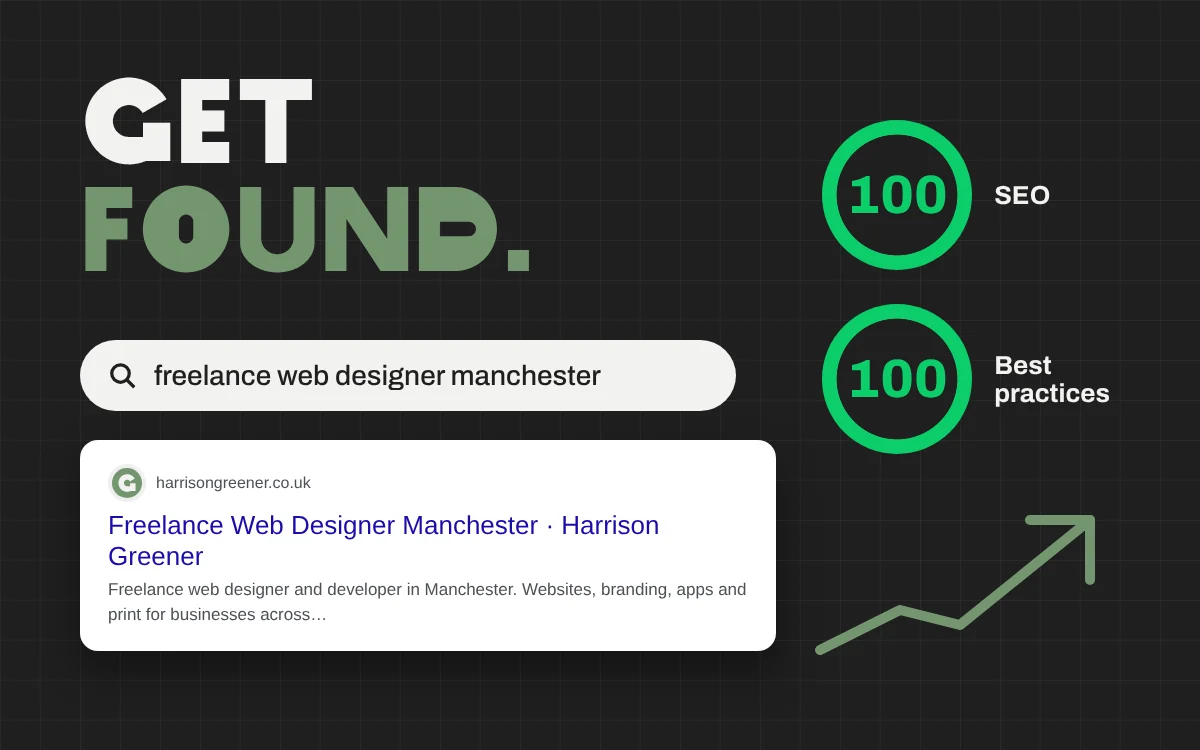 GET
FOUND.
freelance web designer manchester
harrisongreener.co.uk
Freelance Web Designer Manchester · Harrison
Greener
Freelance web designer and developer in Manchester. Websites, branding, apps and
print for businesses across…
100
SEO
100
Best
practices